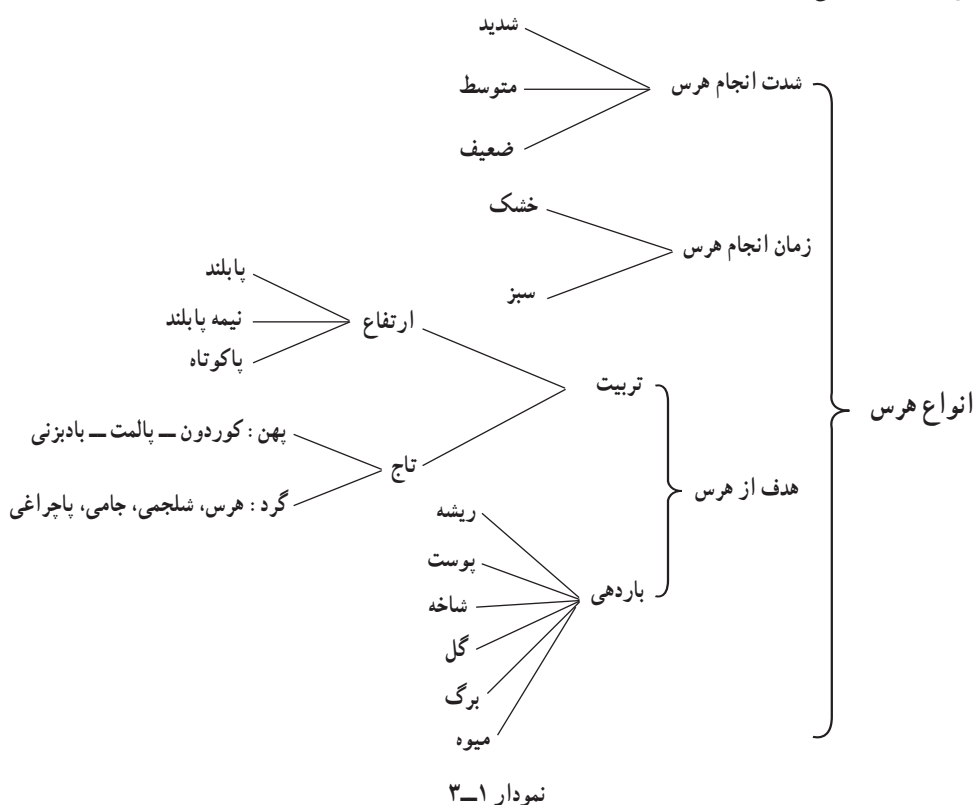 انواع هرس
شدت انجام هرس
شدید
متوسط
ضعیف
زمان انجام هرس
خشک
سبز
هدف از هرس
تربیت
ارتفاع
پابلند
نیمه پابلند
پاکوتاه
تاج
پهن : کوردون ــ پالمت ــ بادبزنی
گرد : هرس، شلجمی، جامی، پاچراغی
باردهی
ریشه
پوست
شاخه
گل
برگ
میوه
نمودار ۱ــ۳